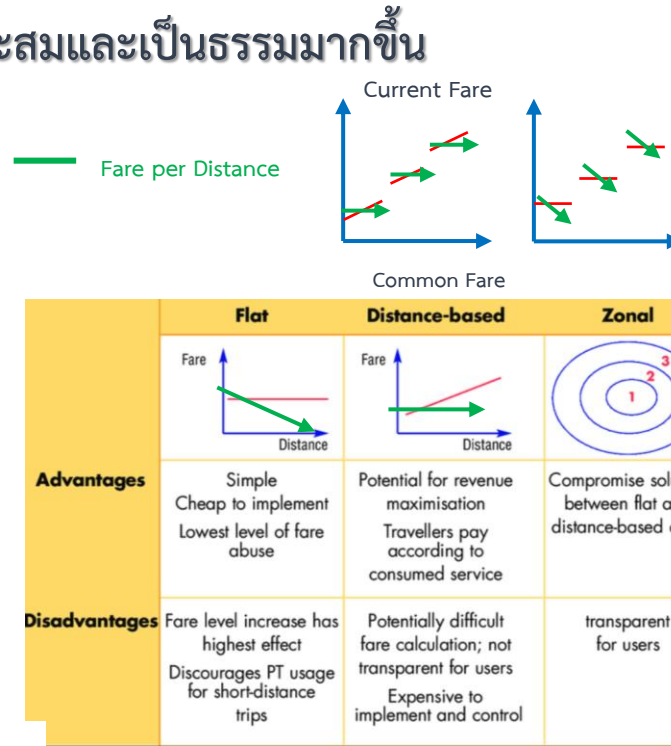 ะสมและเป็นธรรมมากขึ้น
Current Fare
Fare per Distance
Common Fare
Flat
Distance-based
Zonal
Fare
Distance
Fare
Distance
1
2
3
Advantages
Simple
Cheap to implement
Lowest level of fare
abuse
Potential for revenue
maximisation
Travellers pay
according to
consumed service
Compromise sol
between flat a
distance-based
Disadvantages
Fare level increase has
highest effect
Discourages PT usage
for short-distance
trips
Potentially difficult
fare calculation; not
transparent for users
Expensive to
implement and control
transparent
for users